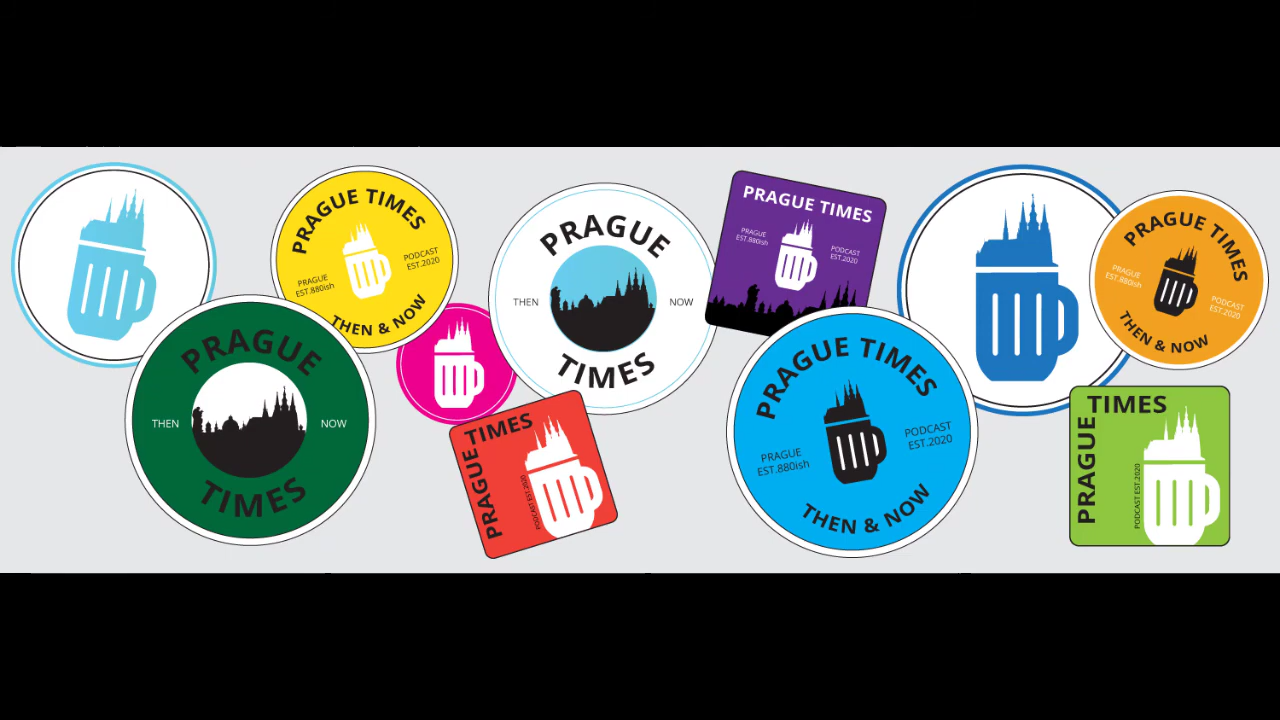 PRAGUE TIMES
PRAGUE
EST.880ish
PODCAST
EST.2020
THEN & NOW
PRAGUE
THEN
NOW
TIMES
PRAGUE
THEN
NOW
TIMES
PRAGUE TIMES
PRAGUE
EST.880ish
PODCAST
EST.2020
PRAGUE TIMES
PRAGUE
EST.880ish
PODCAST
EST.2020
THEN & NOW
PRAGUE TIMES
PODCAST EST.2020
PRAGUE TIMES
PRAGUE
EST.880ish
PODCAST
EST.2020
THEN & NOW
PRAGUE TIMES
PODCAST EST.2020